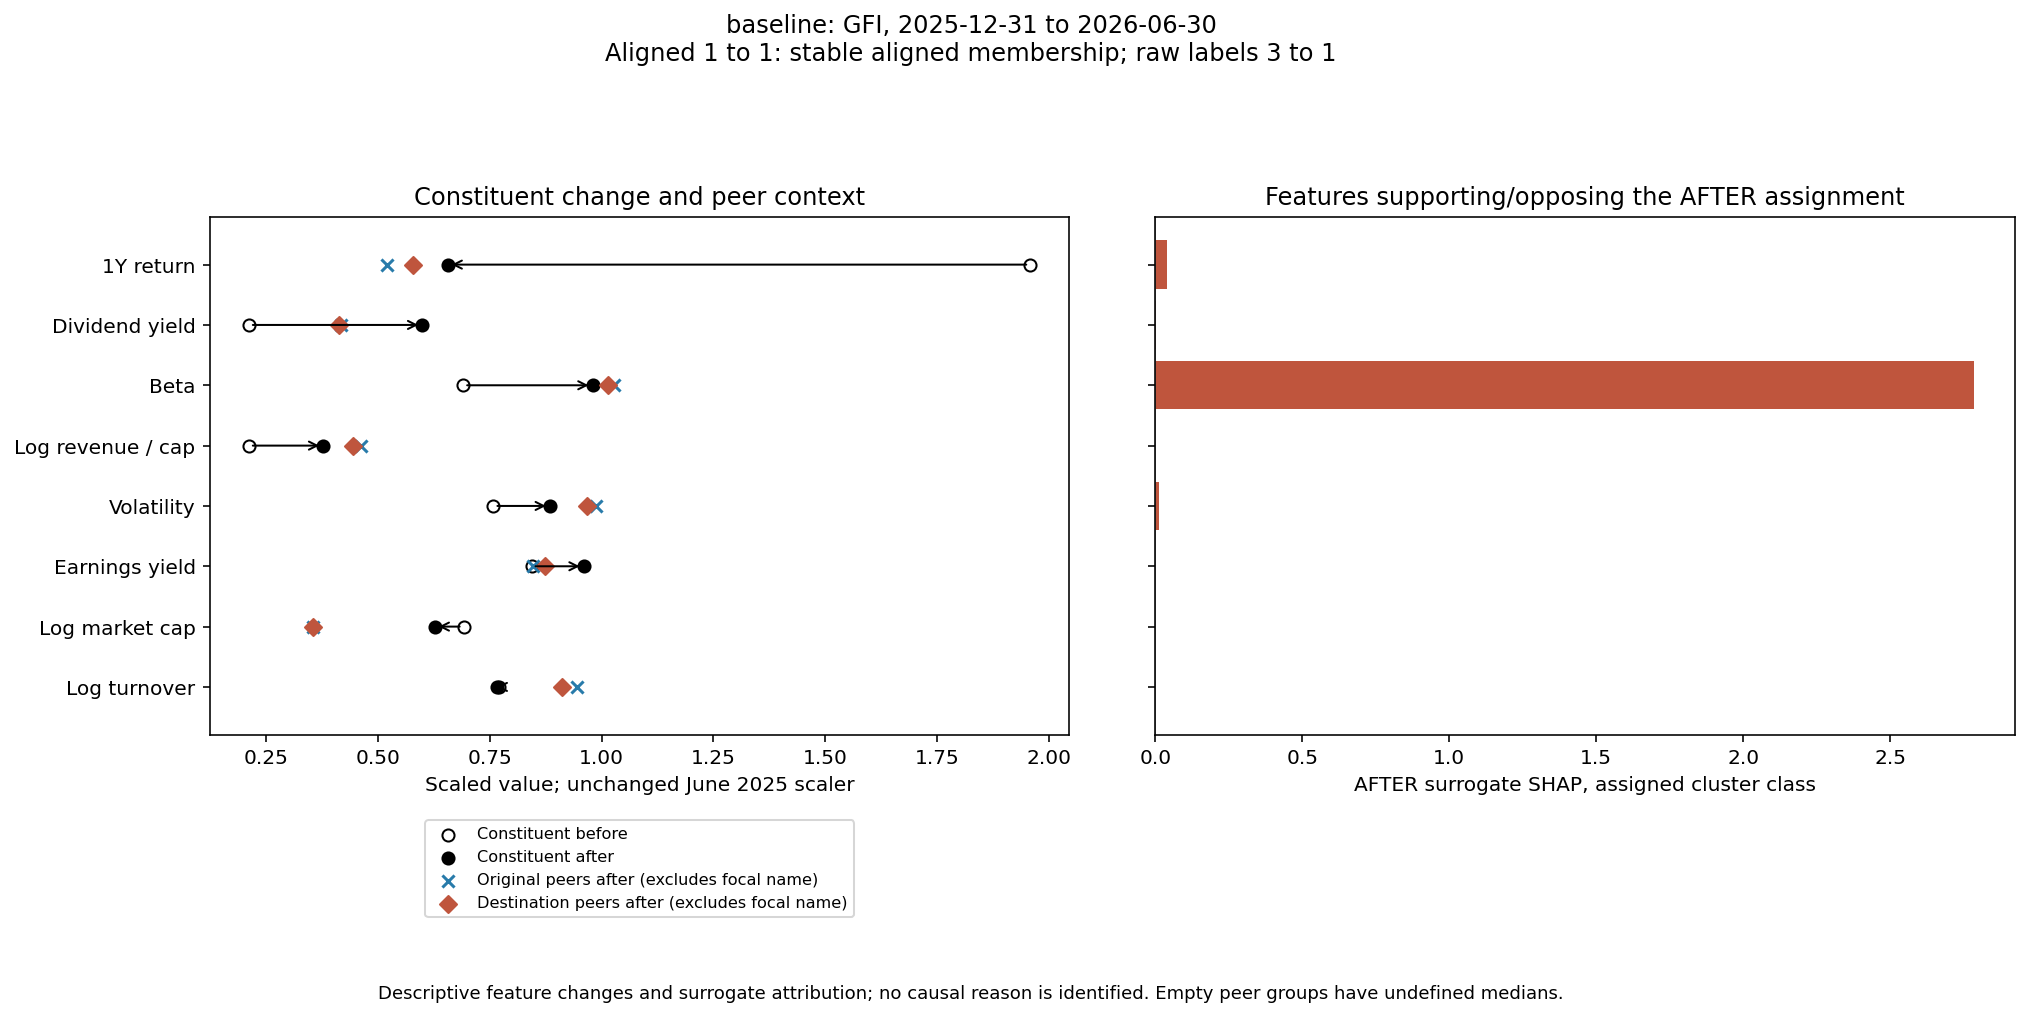 baseline: GFI, 2025-12-31 to 2026-06-30
Aligned 1 to 1: stable aligned membership; raw labels 3 to 1
Constituent change and peer context
1Y return
Dividend yield
Beta
Log revenue / cap
Volatility
Earnings yield
Log market cap
Log turnover
0.25 0.50 0.75 1.00 1.25 1.50 1.75 2.00
Scaled value; unchanged June 2025 scaler
Constituent before
Constituent after
Original peers after (excludes focal name)
Destination peers after (excludes focal name)
Features supporting/opposing the AFTER assignment
0.0 0.5 1.0 1.5 2.0 2.5
AFTER surrogate SHAP, assigned cluster class
Descriptive feature changes and surrogate attribution; no causal reason is identified. Empty peer groups have undefined medians.